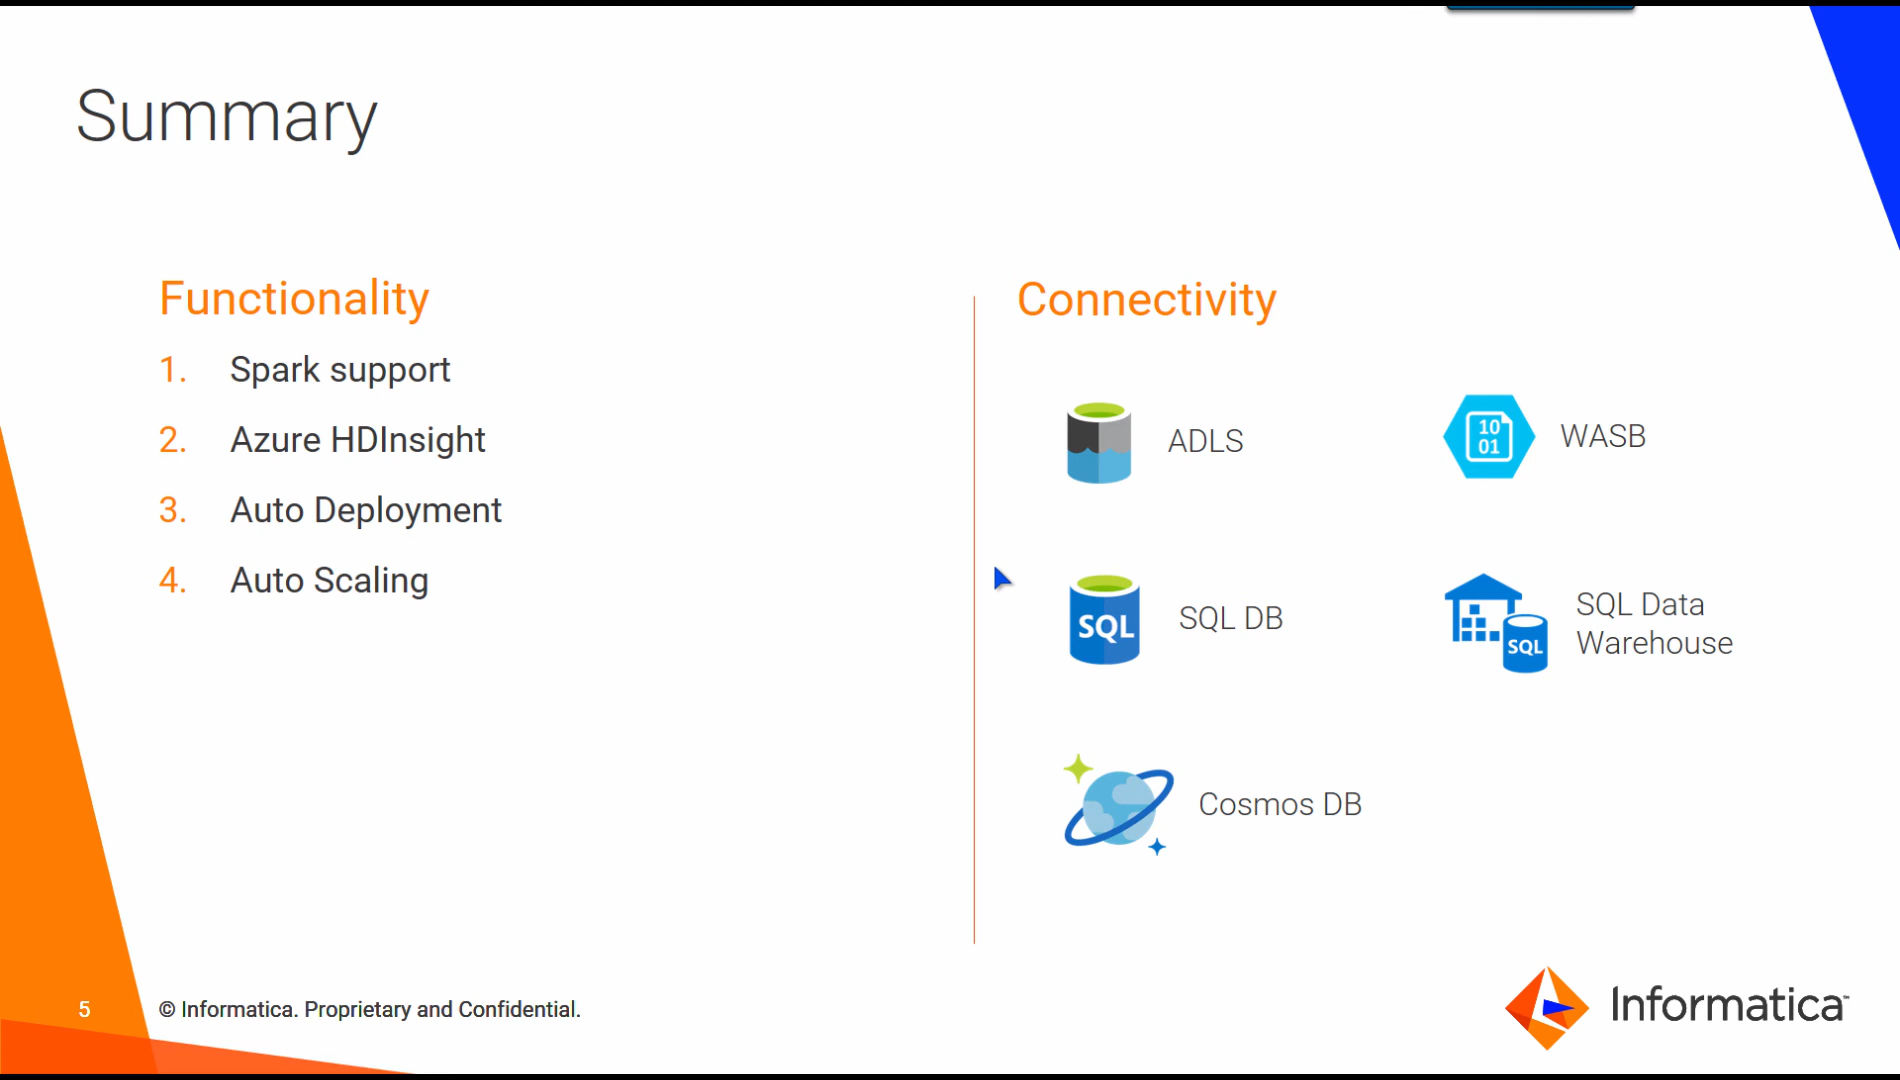 Summary
Functionality
1. Spark support
2. Azure HDInsight
3. Auto Deployment
4. Auto Scaling
Connectivity
ADLS
10
01
WASB
SQL
SQL DB
SQL
SQL Data
Warehouse
Cosmos DB
5
© Informatica. Proprietary and Confidential.
Informatica™